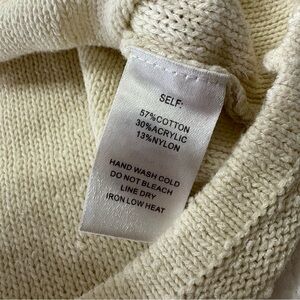 SELF:
57%COTTON
30%ACRYLIC
13%NYLON
HAND WASH COLD
DO NOT BLEACH
LINE DRY
IRON LOW HEAT